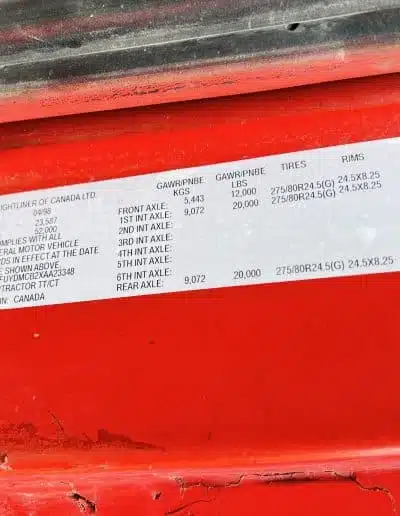 GHTLINER OF CANADA LTD.
04/98
23,587
52,000
OMPLIES WITH ALL
ERAL MOTOR VEHICLE
RDS IN EFFECT AT THE DATE
E SHOWN ABOVE
FUYDMCB2XAA23348
TRACTOR TT/CT
N: CANADA
GAWR/PNBE GAWR/PNBE TIRES RIMS
KGS LBS
FRONT AXLE: 5,443 12,000 275/80R24.5(G) 24.5X8.25
1ST INT AXLE: 9,072 20,000 275/80R24.5(G) 24.5X8.25
2ND INT AXLE:
3RD INT AXLE:
4TH INT AXLE:
5TH INT AXLE:
6TH INT AXLE:
REAR AXLE: 9,072 20,000 275/80R24.5(G) 24.5X8.25